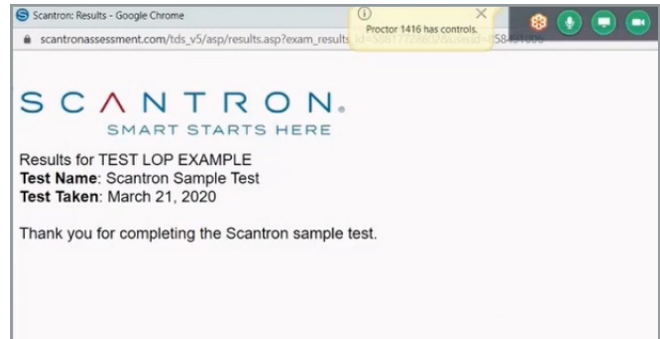 Scantron: Results - Google Chrome
Proctor 1416 has controls.
scantronassessment.com/tds_v5/asp/results.asp?exam_results
SCANTRON®
SMART STARTS HERE
Results for TEST LOP EXAMPLE
Test Name: Scantron Sample Test
Test Taken: March 21, 2020
Thank you for completing the Scantron sample test.